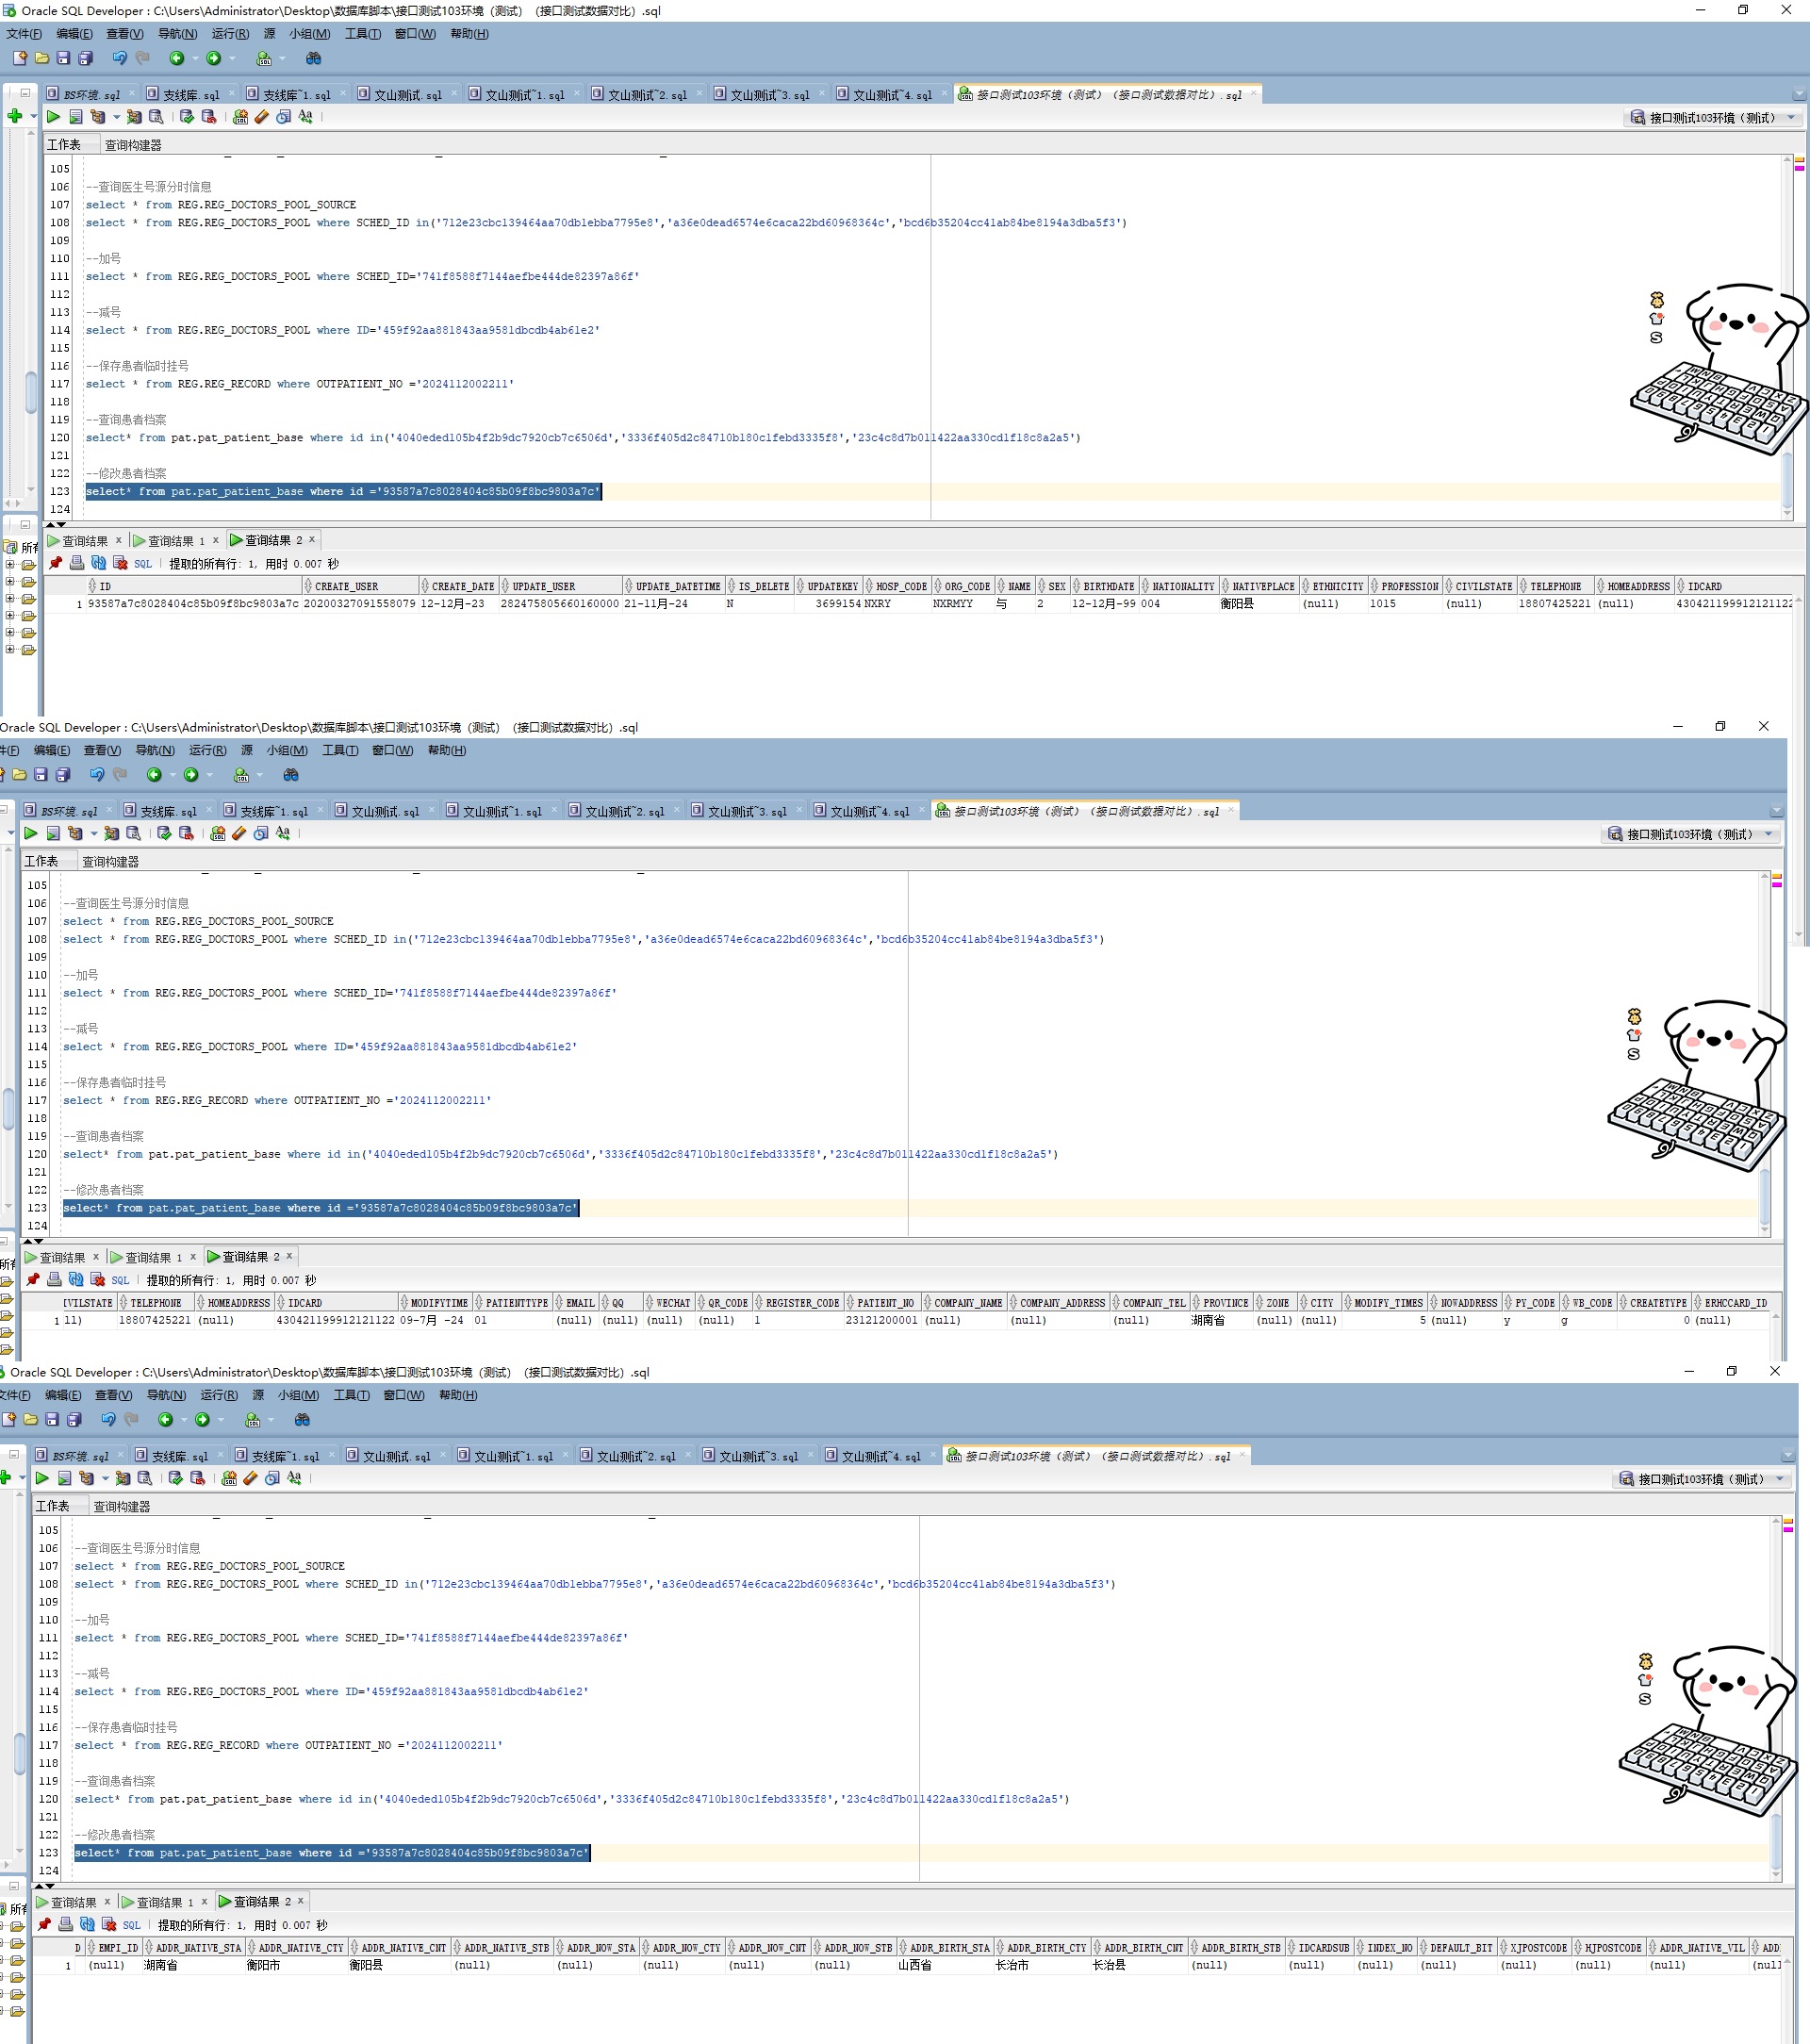 Oracle SQL Developer : C:\Users\Administrator\Desktop\数据库脚本\接口测试103环境（测试）（接口测试数据对比）.sql
文件(F) 编辑(E) 查看(V) 导航(N) 运行(R) 源 小组(M) 工具(T) 窗口(W) 帮助(H)
BS环境.sql 支线库.sql 支线库~1.sql 文山测试.sql 文山测试~1.sql 文山测试~2.sql 文山测试~3.sql 文山测试~4.sql 接口测试103环境（测试）（接口测试数据对比）.sql
接口测试103环境（测试）
工作表 查询构建器
105
106 --查询医生号源分时信息
107 select * from REG.REG_DOCTORS_POOL_SOURCE
108 select * from REG.REG_DOCTORS_POOL where SCHED_ID in('712e23cbc139464aa70db1ebba7795e8','a36e0dead6574e6caca22bd60968364c','bcd6b35204cc41ab84be8194a3dba5f3')
109
110 --加号
111 select * from REG.REG_DOCTORS_POOL where SCHED_ID='741f8588f7144aefbe444de82397a86f'
112
113 --减号
114 select * from REG.REG_DOCTORS_POOL where ID='459f92aa881843aa9581dbcdb4ab61e2'
115
116 --保存患者临时挂号
117 select * from REG.REG_RECORD where OUTPATIENT_NO ='2024112002211'
118
119 --查询患者档案
120 select* from pat.pat_patient_base where id in('4040eded105b4f2b9dc7920cb7c6506d','3336f405d2c84710b180c1febd3335f8','23c4c8d7b011422aa330cd1f18c8a2a5')
121
122 --修改患者档案
123 select* from pat.pat_patient_base where id ='93587a7c8028404c85b09f8bc9803a7c'
124
所有
查询结果 × 查询结果 1 × 查询结果 2 ×
SQL | 提取的所有行: 1, 用时 0.007 秒
ID CREATE_USER CREATE_DATE UPDATE_USER UPDATE_DATETIME IS_DELETE UPDATEKEY HOSP_CODE ORG_CODE NAME SEX BIRTHDATE NATIONALITY NATIVEPLACE ETHNICITY PROFESSION CIVILSTATE TELEPHONE HOMEADDRESS IDCARD
1 93587a7c8028404c85b09f8bc9803a7c 20200327091558079 12-12月-23 282475805660160000 21-11月-24 N 3699154 NXRY NXRMYY 与 2 12-12月-99 004 衡阳县 (null) 1015 (null) 18807425221 (null) 430421199912121122
Oracle SQL Developer : C:\Users\Administrator\Desktop\数据库脚本\接口测试103环境（测试）（接口测试数据对比）.sql
件(F) 编辑(E) 查看(V) 导航(N) 运行(R) 源 小组(M) 工具(T) 窗口(W) 帮助(H)
BS环境.sql 支线库.sql 支线库~1.sql 文山测试.sql 文山测试~1.sql 文山测试~2.sql 文山测试~3.sql 文山测试~4.sql 接口测试103环境（测试）（接口测试数据对比）.sql
接口测试103环境（测试）
工作表 查询构建器
105
106 --查询医生号源分时信息
107 select * from REG.REG_DOCTORS_POOL_SOURCE
108 select * from REG.REG_DOCTORS_POOL where SCHED_ID in('712e23cbc139464aa70db1ebba7795e8','a36e0dead6574e6caca22bd60968364c','bcd6b35204cc41ab84be8194a3dba5f3')
109
110 --加号
111 select * from REG.REG_DOCTORS_POOL where SCHED_ID='741f8588f7144aefbe444de82397a86f'
112
113 --减号
114 select * from REG.REG_DOCTORS_POOL where ID='459f92aa881843aa9581dbcdb4ab61e2'
115
116 --保存患者临时挂号
117 select * from REG.REG_RECORD where OUTPATIENT_NO ='2024112002211'
118
119 --查询患者档案
120 select* from pat.pat_patient_base where id in('4040eded105b4f2b9dc7920cb7c6506d','3336f405d2c84710b180c1febd3335f8','23c4c8d7b011422aa330cd1f18c8a2a5')
121
122 --修改患者档案
123 select* from pat.pat_patient_base where id ='93587a7c8028404c85b09f8bc9803a7c'
124
所有
查询结果 × 查询结果 1 × 查询结果 2 ×
SQL | 提取的所有行: 1, 用时 0.007 秒
IVILSTATE TELEPHONE HOMEADDRESS IDCARD MODIFYTIME PATIENTTYPE EMAIL QQ WECHAT QR_CODE REGISTER_CODE PATIENT_NO COMPANY_NAME COMPANY_ADDRESS COMPANY_TEL PROVINCE ZONE CITY MODIFY_TIMES NOWADDRESS PY_CODE WB_CODE CREATETYPE ERHCCARD_ID
1 ll) 18807425221 (null) 430421199912121122 09-7月 -24 01 (null) (null) (null) (null) 1 23121200001 (null) (null) (null) 湖南省 (null) (null) 5 (null) y g 0 (null)
Oracle SQL Developer : C:\Users\Administrator\Desktop\数据库脚本\接口测试103环境（测试）（接口测试数据对比）.sql
文件(F) 编辑(E) 查看(V) 导航(N) 运行(R) 源 小组(M) 工具(T) 窗口(W) 帮助(H)
BS环境.sql 支线库.sql 支线库~1.sql 文山测试.sql 文山测试~1.sql 文山测试~2.sql 文山测试~3.sql 文山测试~4.sql 接口测试103环境（测试）（接口测试数据对比）.sql
接口测试103环境（测试）
工作表 查询构建器
105
106 --查询医生号源分时信息
107 select * from REG.REG_DOCTORS_POOL_SOURCE
108 select * from REG.REG_DOCTORS_POOL where SCHED_ID in('712e23cbc139464aa70db1ebba7795e8','a36e0dead6574e6caca22bd60968364c','bcd6b35204cc41ab84be8194a3dba5f3')
109
110 --加号
111 select * from REG.REG_DOCTORS_POOL where SCHED_ID='741f8588f7144aefbe444de82397a86f'
112
113 --减号
114 select * from REG.REG_DOCTORS_POOL where ID='459f92aa881843aa9581dbcdb4ab61e2'
115
116 --保存患者临时挂号
117 select * from REG.REG_RECORD where OUTPATIENT_NO ='2024112002211'
118
119 --查询患者档案
120 select* from pat.pat_patient_base where id in('4040eded105b4f2b9dc7920cb7c6506d','3336f405d2c84710b180c1febd3335f8','23c4c8d7b011422aa330cd1f18c8a2a5')
121
122 --修改患者档案
123 select* from pat.pat_patient_base where id ='93587a7c8028404c85b09f8bc9803a7c'
124
所有
查询结果 × 查询结果 1 × 查询结果 2 ×
SQL | 提取的所有行: 1, 用时 0.007 秒
D EMPI_ID ADDR_NATIVE_STA ADDR_NATIVE_CTY ADDR_NATIVE_CNT ADDR_NATIVE_STB ADDR_NOW_STA ADDR_NOW_CTY ADDR_NOW_CNT ADDR_NOW_STB ADDR_BIRTH_STA ADDR_BIRTH_CTY ADDR_BIRTH_CNT ADDR_BIRTH_STB IDCARDSUB INDEX_NO DEFAULT_BIT XJPOSTCODE HJPOSTCODE ADDR_NATIVE_VIL ADD
1 (null) 湖南省 衡阳市 衡阳县 (null) (null) (null) (null) (null) 山西省 长治市 长治县 (null) (null) (null) (null) (null) (null) (null) (nul